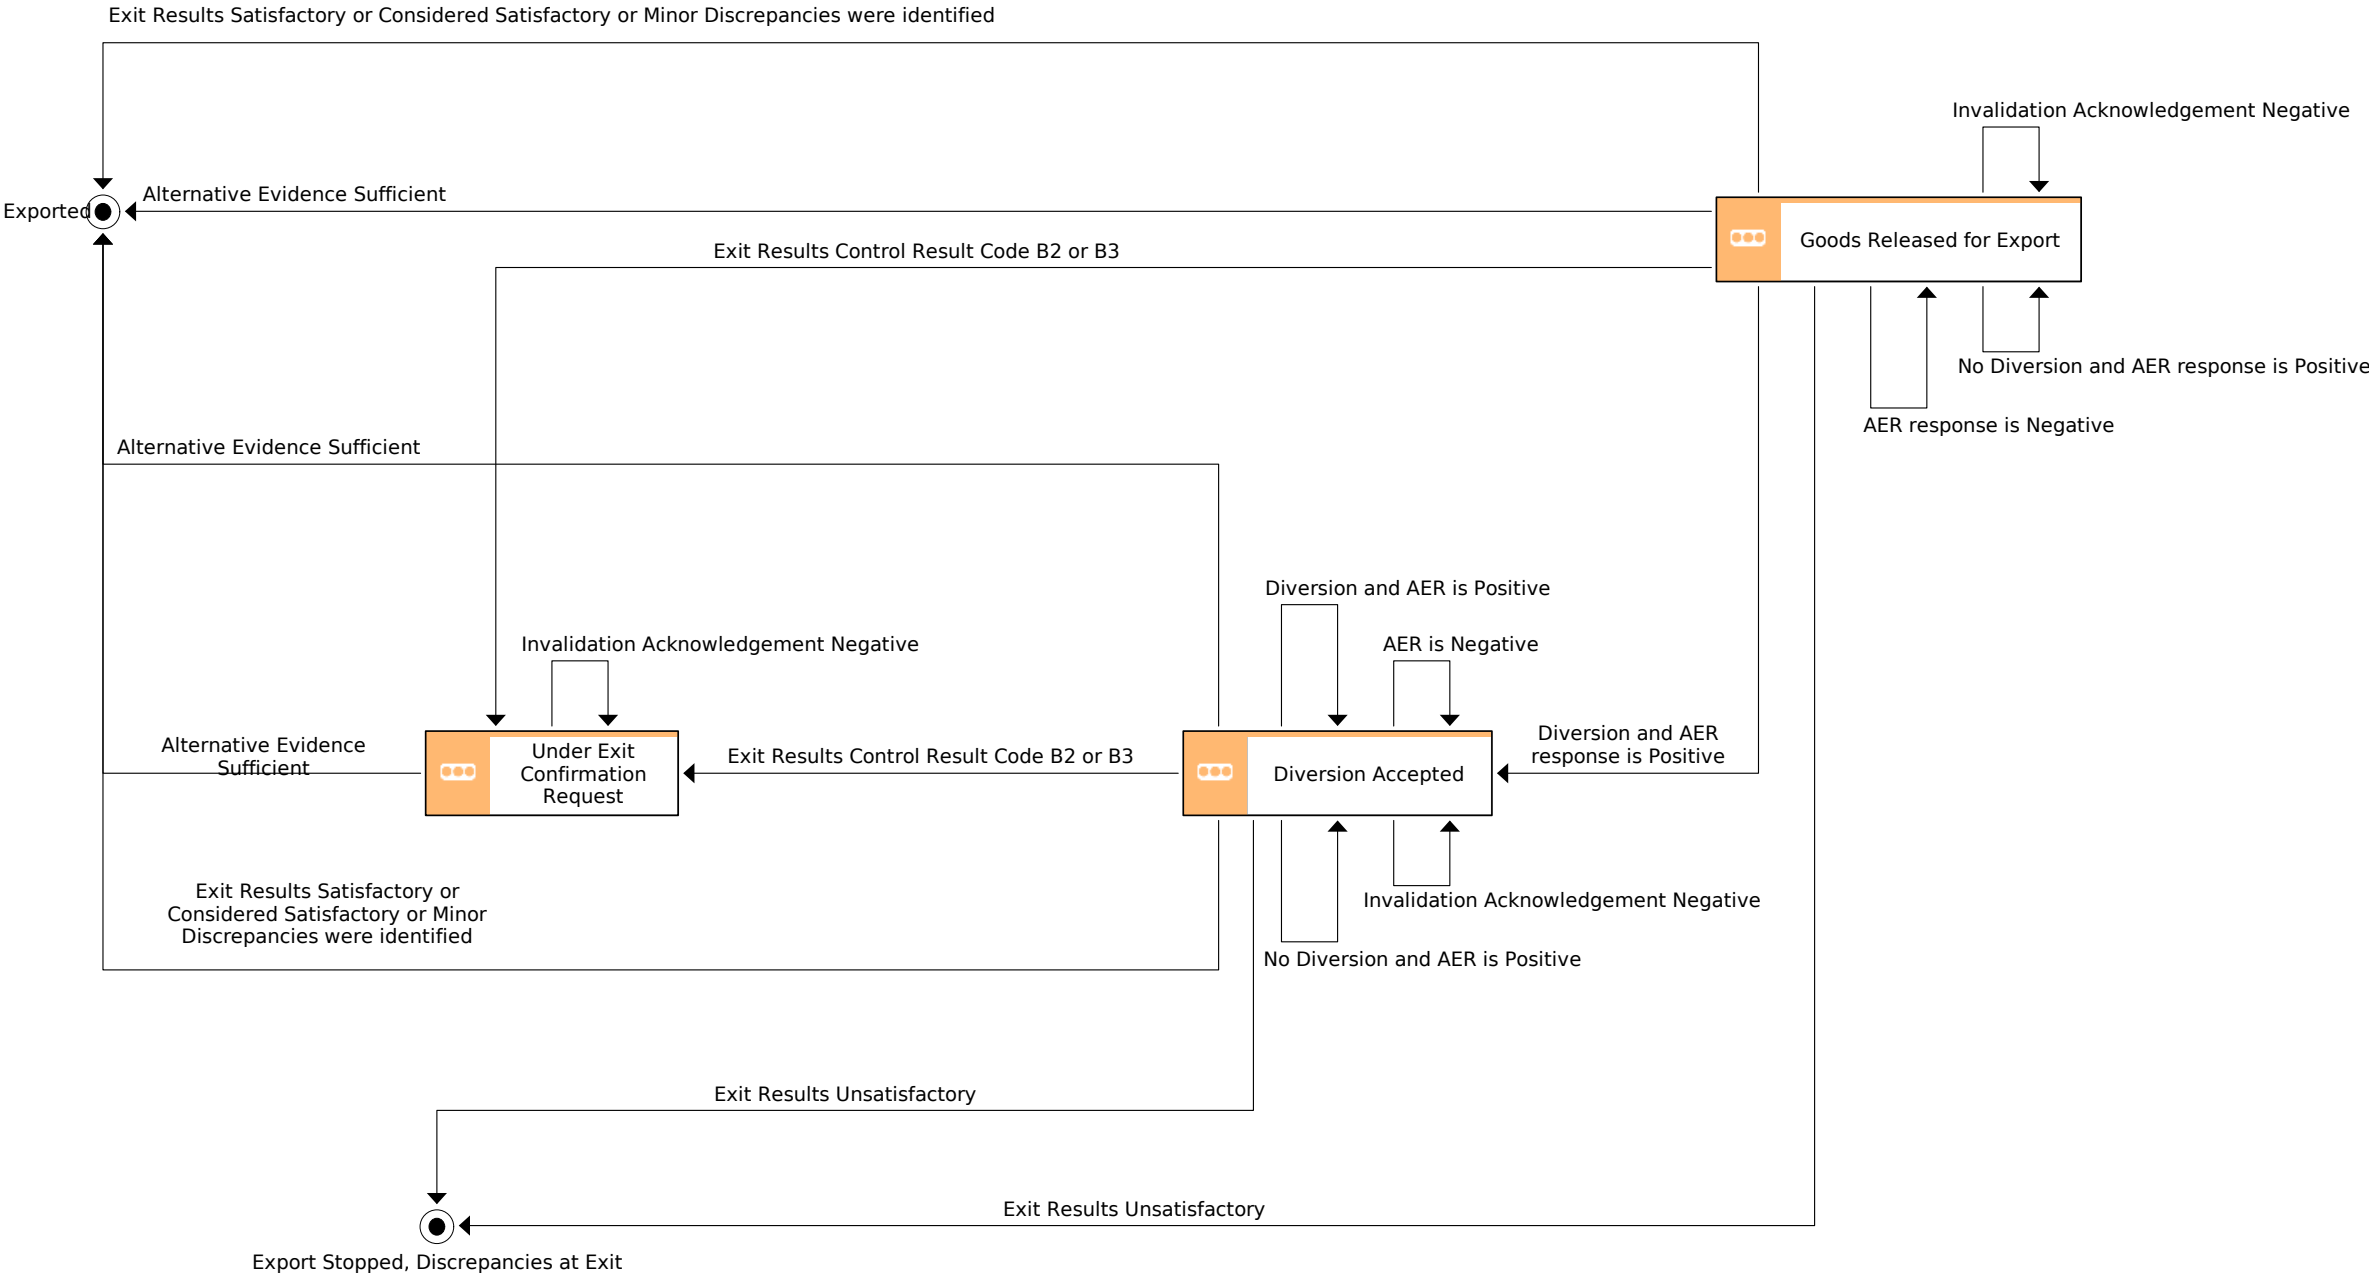 Exit Results Satisfactory or Considered Satisfactory or Minor Discrepancies were identified
Invalidation Acknowledgement Negative
Alternative Evidence Sufficient
Exported
Goods Released for Export
Exit Results Control Result Code B2 or B3
No Diversion and AER response is Positive
AER response is Negative
Alternative Evidence Sufficient
Diversion and AER is Positive
Invalidation Acknowledgement Negative
AER is Negative
Alternative Evidence
Sufficient
Under Exit
Confirmation
Request
Exit Results Control Result Code B2 or B3
Diversion Accepted
Diversion and AER
response is Positive
Exit Results Satisfactory or
Considered Satisfactory or Minor
Discrepancies were identified
Invalidation Acknowledgement Negative
No Diversion and AER is Positive
Exit Results Unsatisfactory
Exit Results Unsatisfactory
Export Stopped, Discrepancies at Exit